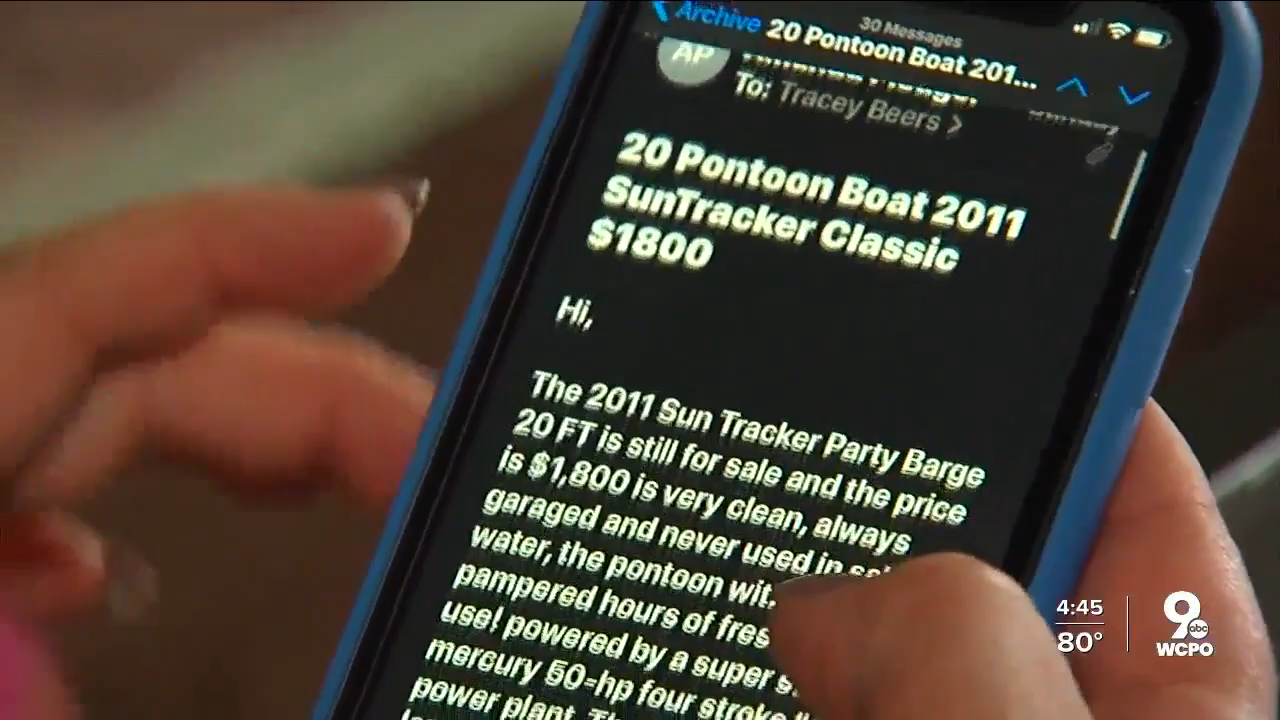 Archive
30 Messages
20 Pontoon Boat 201...
AP
To: Tracey Beers >
20 Pontoon Boat 2011
SunTracker Classic
$1800
Hi,
The 2011 Sun Tracker Party Barge
20 FT is still for sale and the price
is $1,800 is very clean, always
garaged and never used in
water, the pontoon
pampered hours of
use! powered by a super
mercury 50-hp four stroke
power plant.
4:45
80°
9
abc
WCPO